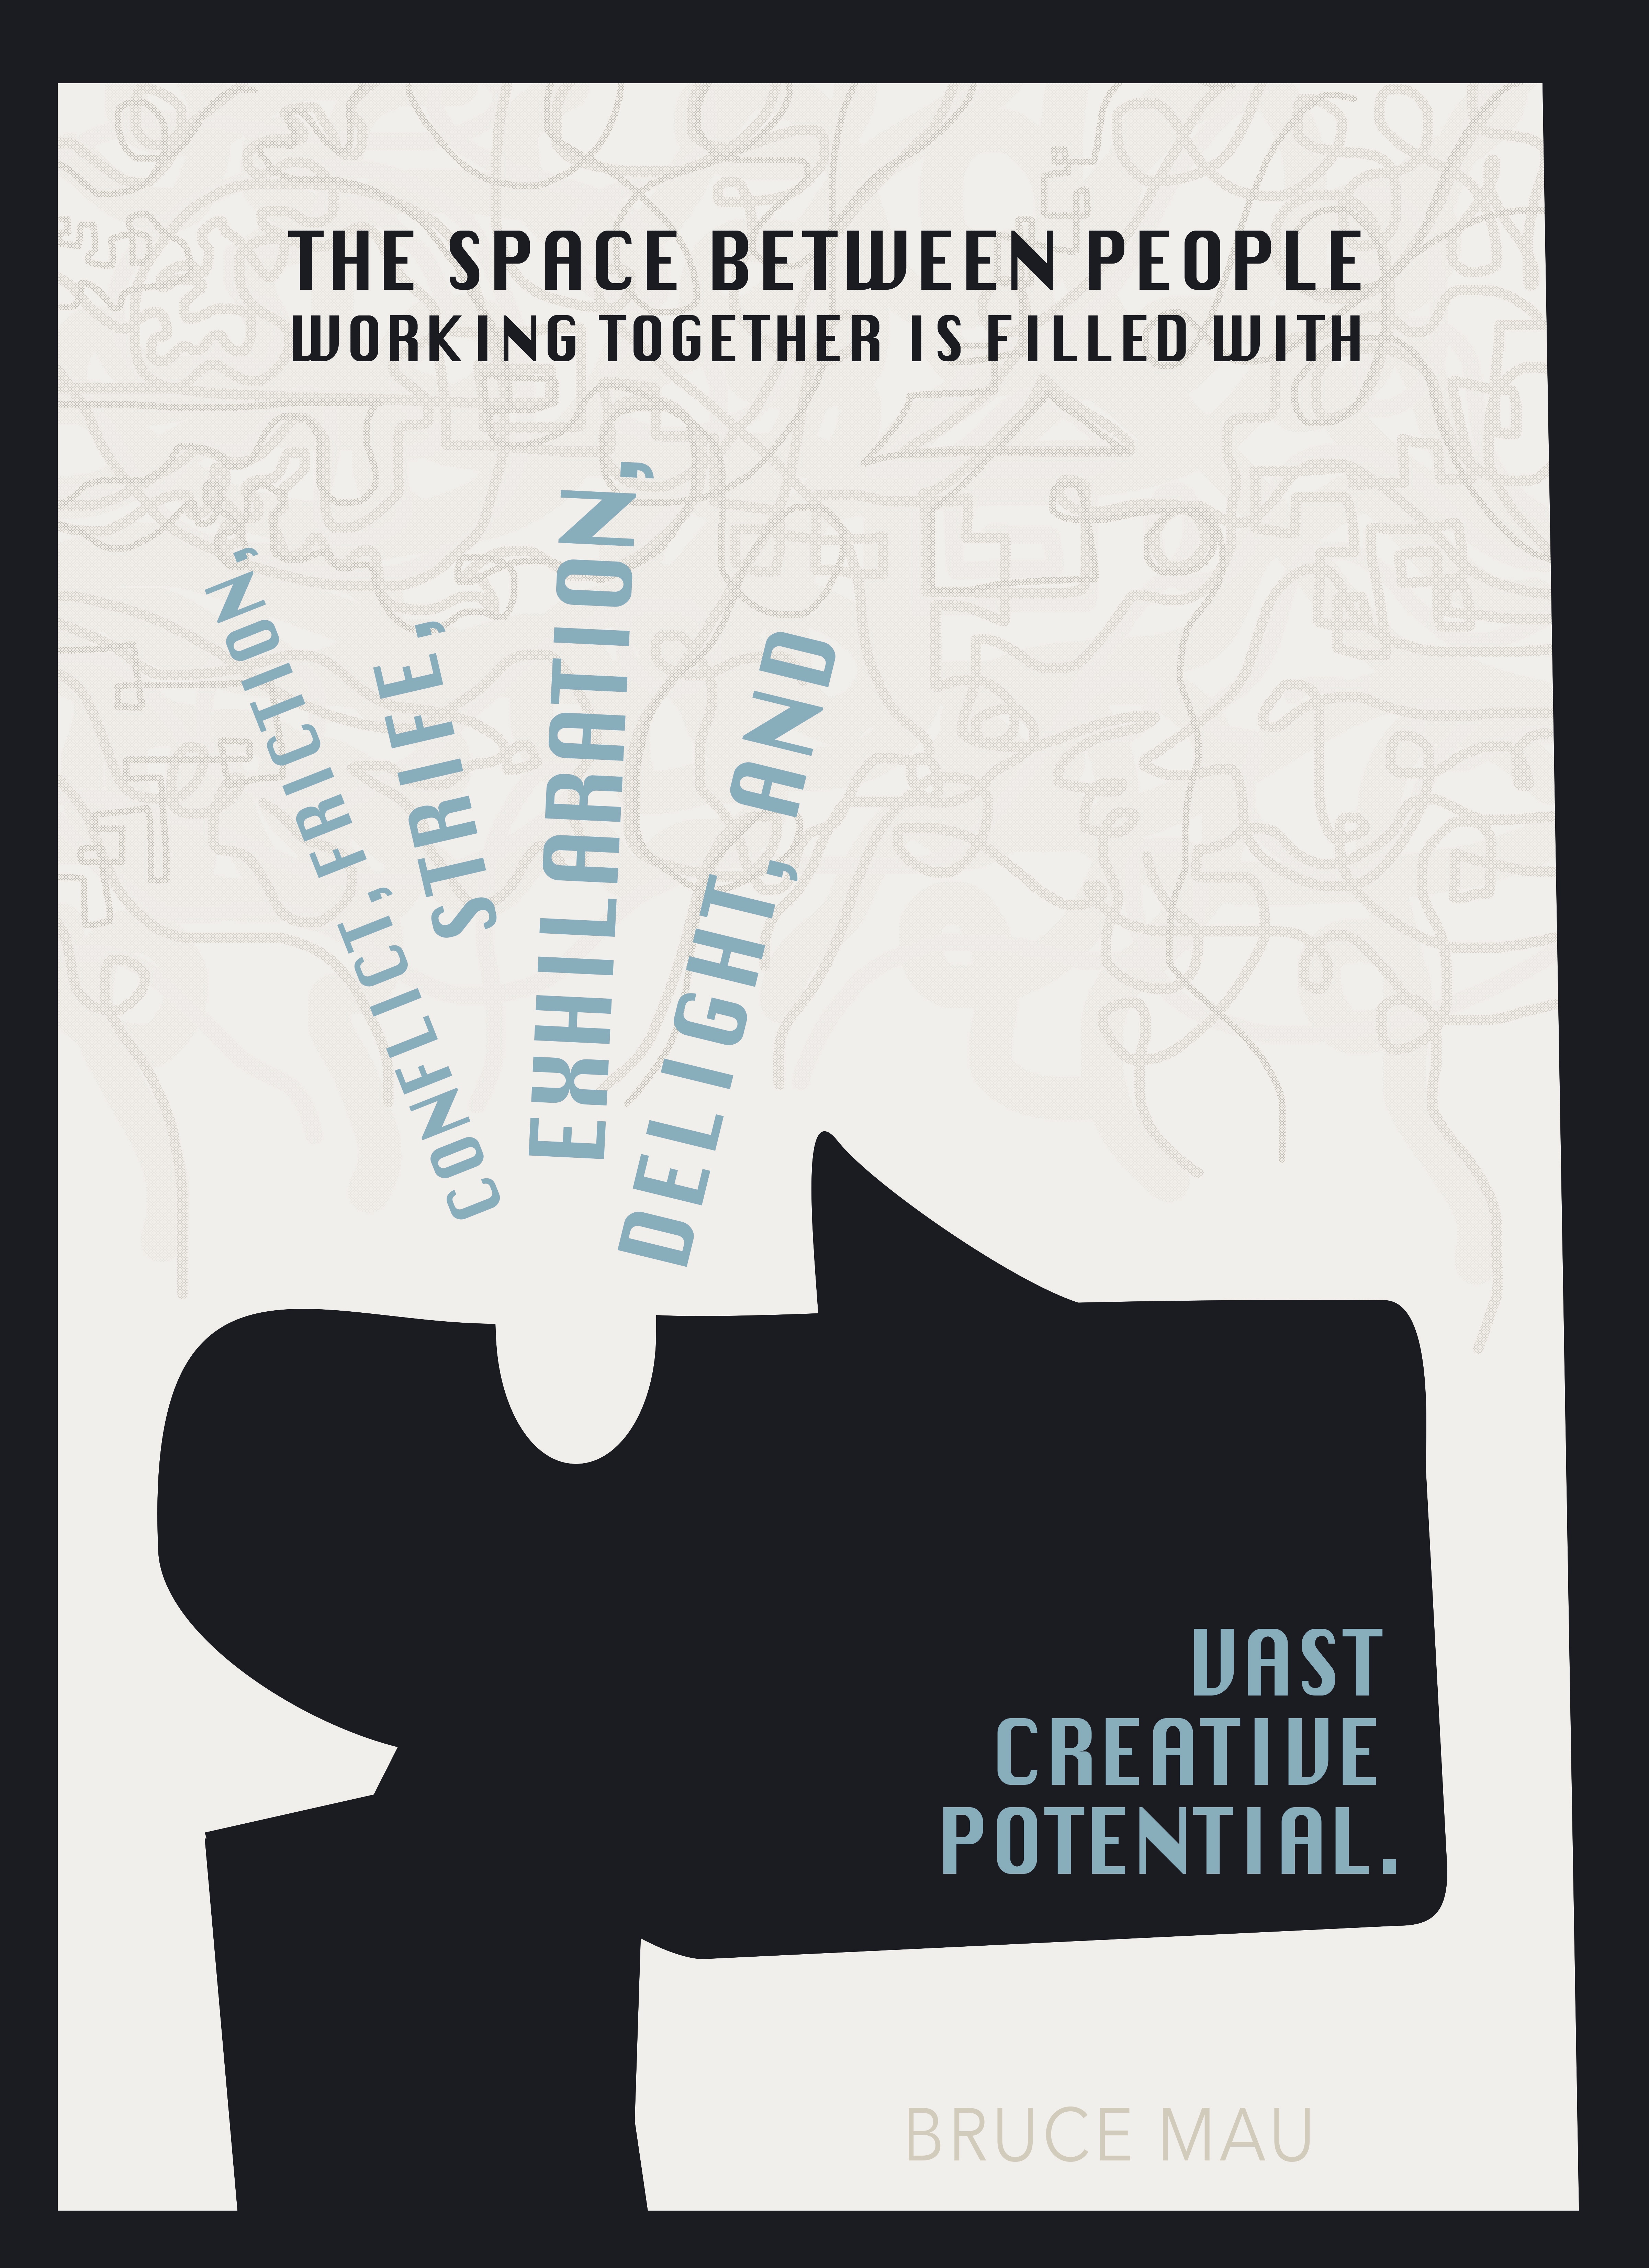 THE SPACE BETWEEN PEOPLE
WORKING TOGETHER IS FILLED WITH
CONFLICT, FRICTION,
STRIFE,
EXHILARATION,
DELIGHT, AND
VAST
CREATIVE
POTENTIAL.
BRUCE MAU